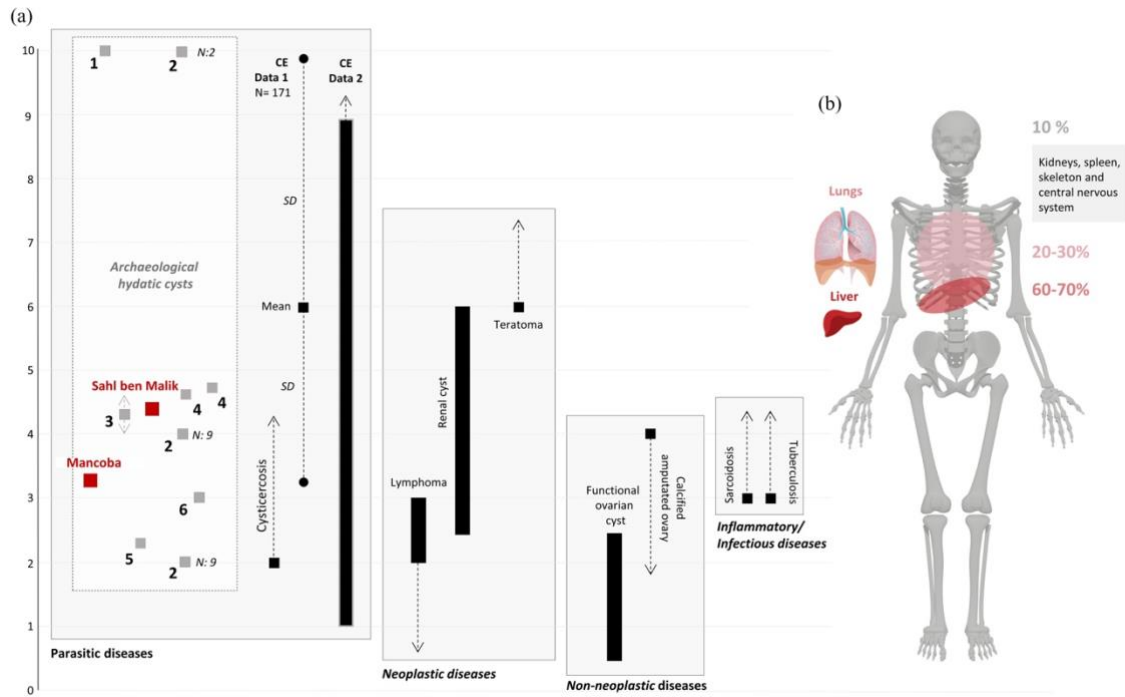 (a)
10
9
8
7
6
5
4
3
2
1
0
1
2
N:2
CE
Data 1
N= 171
CE
Data 2
SD
Archaeological
hydatic cysts
Mean
SD
Sahl ben Malik
3
4
4
2
N: 9
Mancoba
6
5
2
N: 9
Cysticercosis
Parasitic diseases
Lymphoma
Renal cyst
Teratoma
Neoplastic diseases
Functional
ovarian
cyst
Calcified
amputated ovary
Non-neoplastic diseases
Sarcopiosis
Tuberculosis
Inflammatory/
Infectious diseases
(b)
Lungs
Liver
10 %
Kidneys, spleen,
skeleton and
central nervous
system
20-30%
60-70%